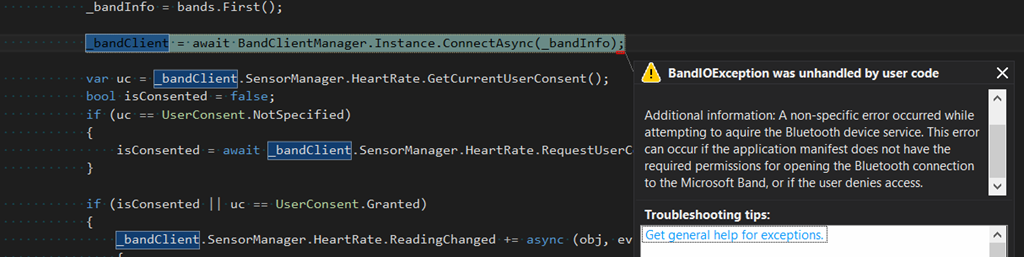 _bandInfo = bands.First();
_bandClient = await BandClientManager.Instance.ConnectAsync(_bandInfo);
var uc = _bandClient.SensorManager.HeartRate.GetCurrentUserConsent();
bool isConsented = false;
if (uc == UserConsent.NotSpecified)
{
isConsented = await _bandClient.SensorManager.HeartRate.RequestUserC
}
if (isConsented || uc == UserConsent.Granted)
{
_bandClient.SensorManager.HeartRate.ReadingChanged += async (obj, ev
{
BandIOException was unhandled by user code
Additional information: A non-specific error occurred while
attempting to aquire the Bluetooth device service. This error
can occur if the application manifest does not have the
required permissions for opening the Bluetooth connection
to the Microsoft Band, or if the user denies access.
Troubleshooting tips:
Get general help for exceptions.